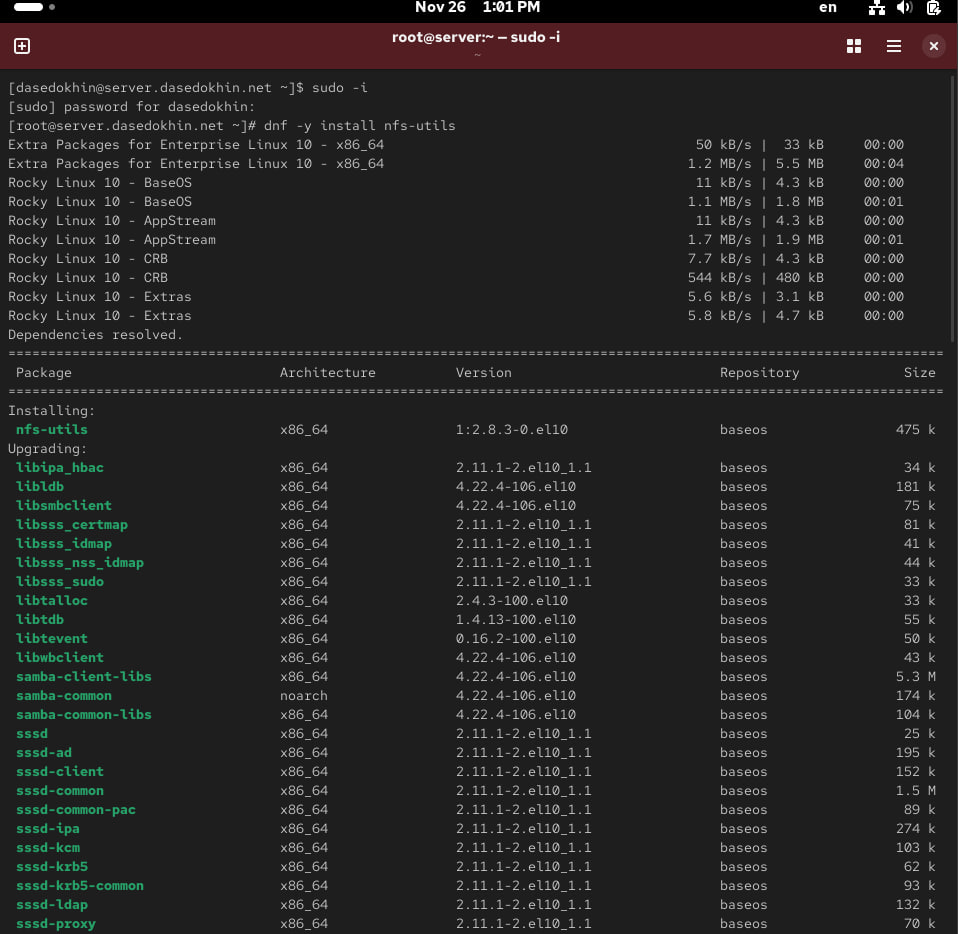 Nov 26 1:01 PM
en
root@server:~ — sudo -i
~
[dasedokhin@server.dasedokhin.net ~]$ sudo -i
[sudo] password for dasedokhin:
[root@server.dasedokhin.net ~]# dnf -y install nfs-utils
Extra Packages for Enterprise Linux 10 - x86_64 50 kB/s | 33 kB 00:00
Extra Packages for Enterprise Linux 10 - x86_64 1.2 MB/s | 5.5 MB 00:04
Rocky Linux 10 - BaseOS 11 kB/s | 4.3 kB 00:00
Rocky Linux 10 - BaseOS 1.1 MB/s | 1.8 MB 00:01
Rocky Linux 10 - AppStream 11 kB/s | 4.3 kB 00:00
Rocky Linux 10 - AppStream 1.7 MB/s | 1.9 MB 00:01
Rocky Linux 10 - CRB 7.7 kB/s | 4.3 kB 00:00
Rocky Linux 10 - CRB 544 kB/s | 480 kB 00:00
Rocky Linux 10 - Extras 5.6 kB/s | 3.1 kB 00:00
Rocky Linux 10 - Extras 5.8 kB/s | 4.7 kB 00:00
Dependencies resolved.
=====================================================================================================================
Package Architecture Version Repository Size
=====================================================================================================================
Installing:
nfs-utils x86_64 1:2.8.3-0.el10 baseos 475 k
Upgrading:
libipa_hbac x86_64 2.11.1-2.el10_1.1 baseos 34 k
libldb x86_64 4.22.4-106.el10 baseos 181 k
libsmbclient x86_64 4.22.4-106.el10 baseos 75 k
libsss_certmap x86_64 2.11.1-2.el10_1.1 baseos 81 k
libsss_idmap x86_64 2.11.1-2.el10_1.1 baseos 41 k
libsss_nss_idmap x86_64 2.11.1-2.el10_1.1 baseos 44 k
libsss_sudo x86_64 2.11.1-2.el10_1.1 baseos 33 k
libtalloc x86_64 2.4.3-100.el10 baseos 33 k
libtdb x86_64 1.4.13-100.el10 baseos 55 k
libtevent x86_64 0.16.2-100.el10 baseos 50 k
libwbclient x86_64 4.22.4-106.el10 baseos 43 k
samba-client-libs x86_64 4.22.4-106.el10 baseos 5.3 M
samba-common noarch 4.22.4-106.el10 baseos 174 k
samba-common-libs x86_64 4.22.4-106.el10 baseos 104 k
sssd x86_64 2.11.1-2.el10_1.1 baseos 25 k
sssd-ad x86_64 2.11.1-2.el10_1.1 baseos 195 k
sssd-client x86_64 2.11.1-2.el10_1.1 baseos 152 k
sssd-common x86_64 2.11.1-2.el10_1.1 baseos 1.5 M
sssd-common-pac x86_64 2.11.1-2.el10_1.1 baseos 89 k
sssd-ipa x86_64 2.11.1-2.el10_1.1 baseos 274 k
sssd-kcm x86_64 2.11.1-2.el10_1.1 baseos 103 k
sssd-krb5 x86_64 2.11.1-2.el10_1.1 baseos 62 k
sssd-krb5-common x86_64 2.11.1-2.el10_1.1 baseos 93 k
sssd-ldap x86_64 2.11.1-2.el10_1.1 baseos 132 k
sssd-proxy x86_64 2.11.1-2.el10_1.1 baseos 70 k